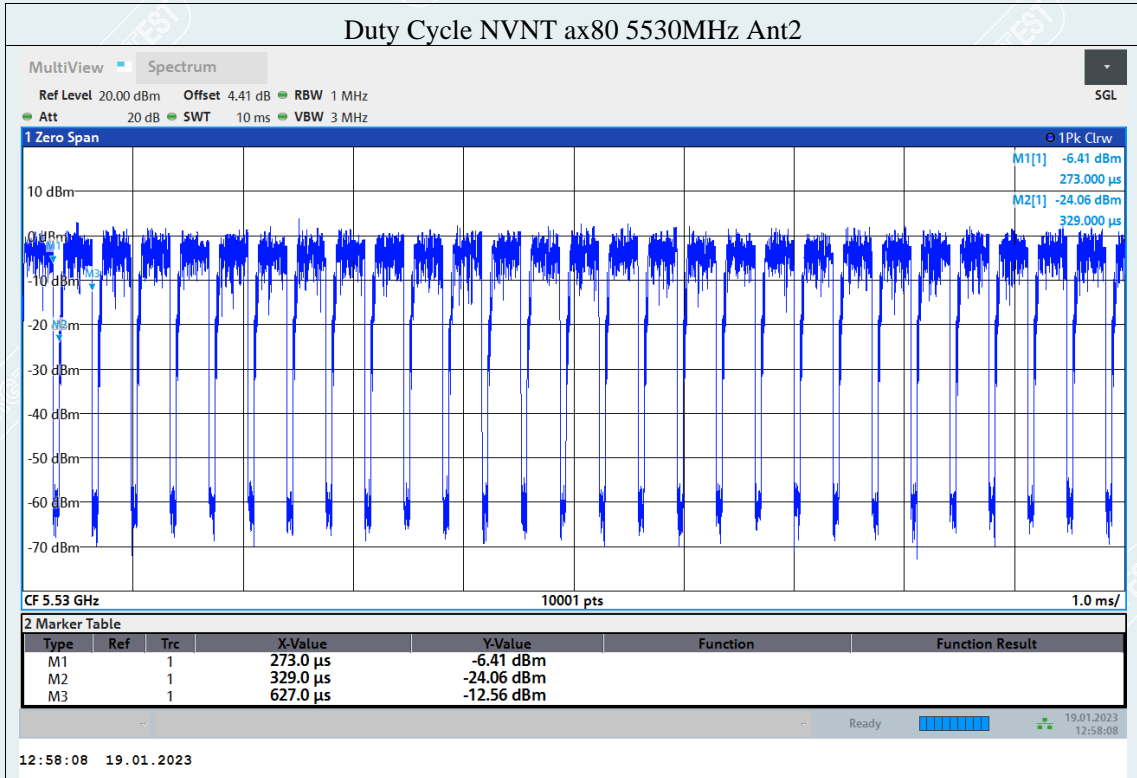 Duty Cycle NVNT ax80 5530MHz Ant2
MultiView Spectrum
Ref Level 20.00 dBm Offset 4.41 dB RBW 1 MHz SGL
Att 20 dB SWT 10 ms VBW 3 MHz
1 Zero Span 1Pk Clrw
M1[1] -6.41 dBm
273.000 µs
M2[1] -24.06 dBm
329.000 µs
10 dBm
0 dBm
M1
M3
-10 dBm
-20 dBm
M2
-30 dBm
-40 dBm
-50 dBm
-60 dBm
-70 dBm
CF 5.53 GHz 10001 pts 1.0 ms/
2 Marker Table
Type Ref Trc X-Value Y-Value Function Function Result
M1 1 273.0 µs -6.41 dBm
M2 1 329.0 µs -24.06 dBm
M3 1 627.0 µs -12.56 dBm
Ready 19.01.2023
12:58:08
12:58:08 19.01.2023